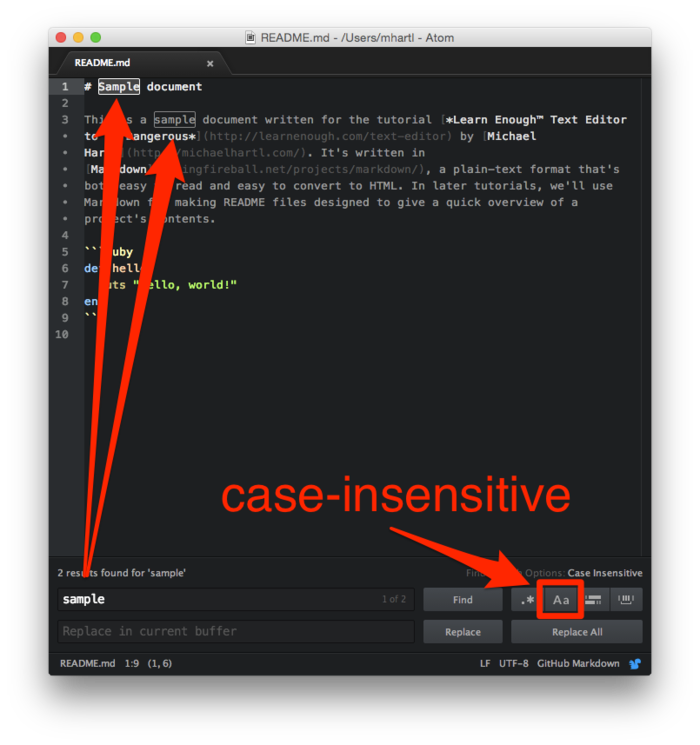 README.md - /Users/mhartl - Atom
README.md ×
1 # Sample document
2
3 This is a sample document written for the tutorial [*Learn Enough™ Text Editor
• to Dangerous*](http://learnenough.com/text-editor) by [Michael
• (http://michaelhartl.com/). It's written in
• [Markdown] ingfireball.net/projects/markdown/), a plain-text format that's
• both easy to read and easy to convert to HTML. In later tutorials, we'll use
• Markdown for making README files designed to give a quick overview of a
• project's contents.
4
5 ```ruby
6 def hello
7 puts "hello, world!"
8 end
9 ```
10
case-insensitive
2 results found for 'sample'
Options: Case Insensitive
sample 1 of 2 Find .* Aa
Replace in current buffer Replace Replace All
README.md 1:9 (1, 6) LF UTF-8 GitHub Markdown